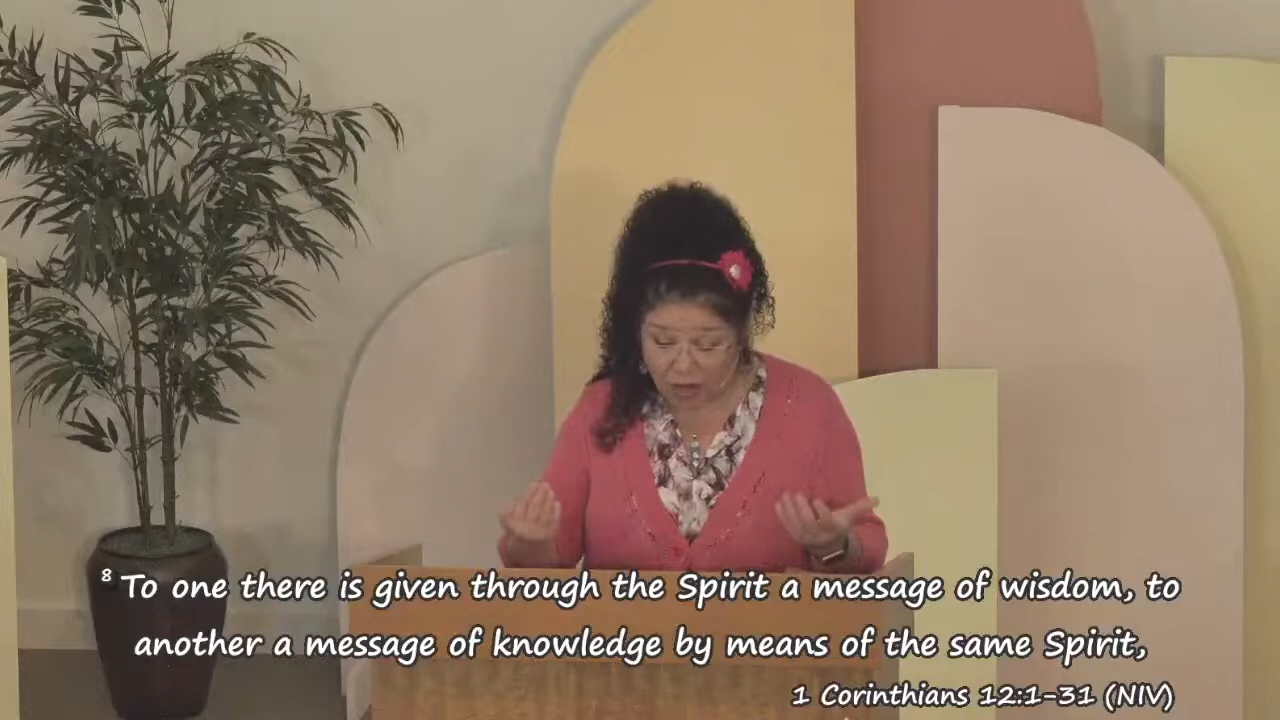 8 To one there is given through the Spirit a message of wisdom, to
another a message of knowledge by means of the same Spirit,
1 Corinthians 12:1-31 (NIV)